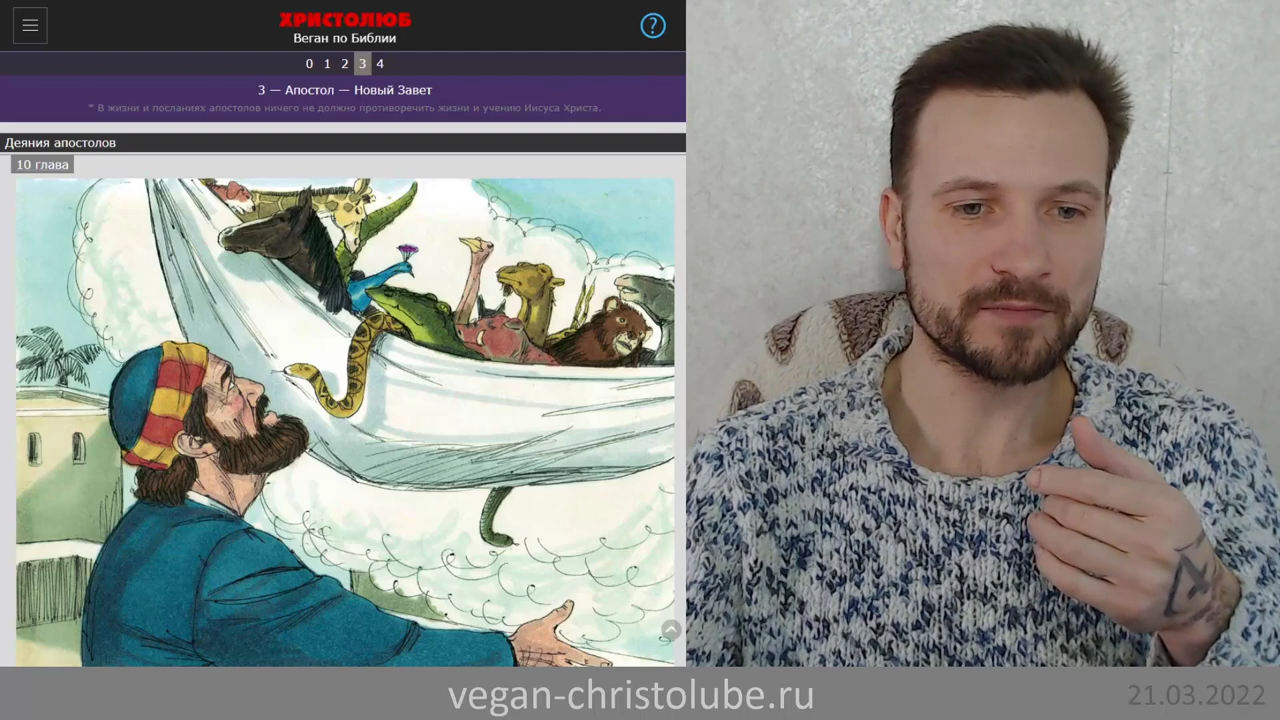 ХРИСТОЛЮБ
Веган по Библии
?
0 1 2 3 4
3 — Апостол — Новый Завет
* В жизни и посланиях апостолов ничего не должно противоречить жизни и учению Иисуса Христа.
Деяния апостолов
10 глава
vegan-christolube.ru
21.03.2022